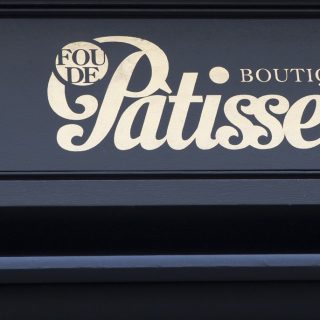 FOU
DE
BOUTIQ
Pâtisse